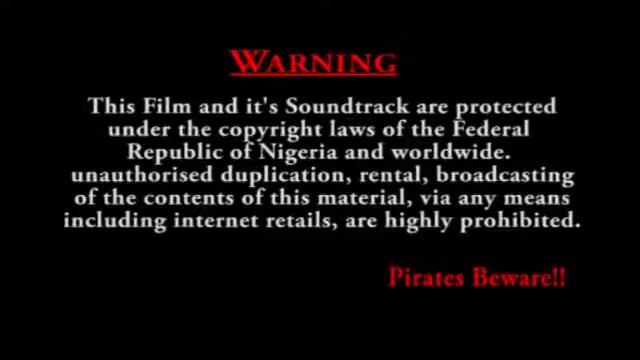 WARNING
This Film and it's Soundtrack are protected
under the copyright laws of the Federal
Republic of Nigeria and worldwide.
unauthorised duplication, rental, broadcasting
of the contents of this material, via any means
including internet retails, are highly prohibited.
Pirates Beware!!